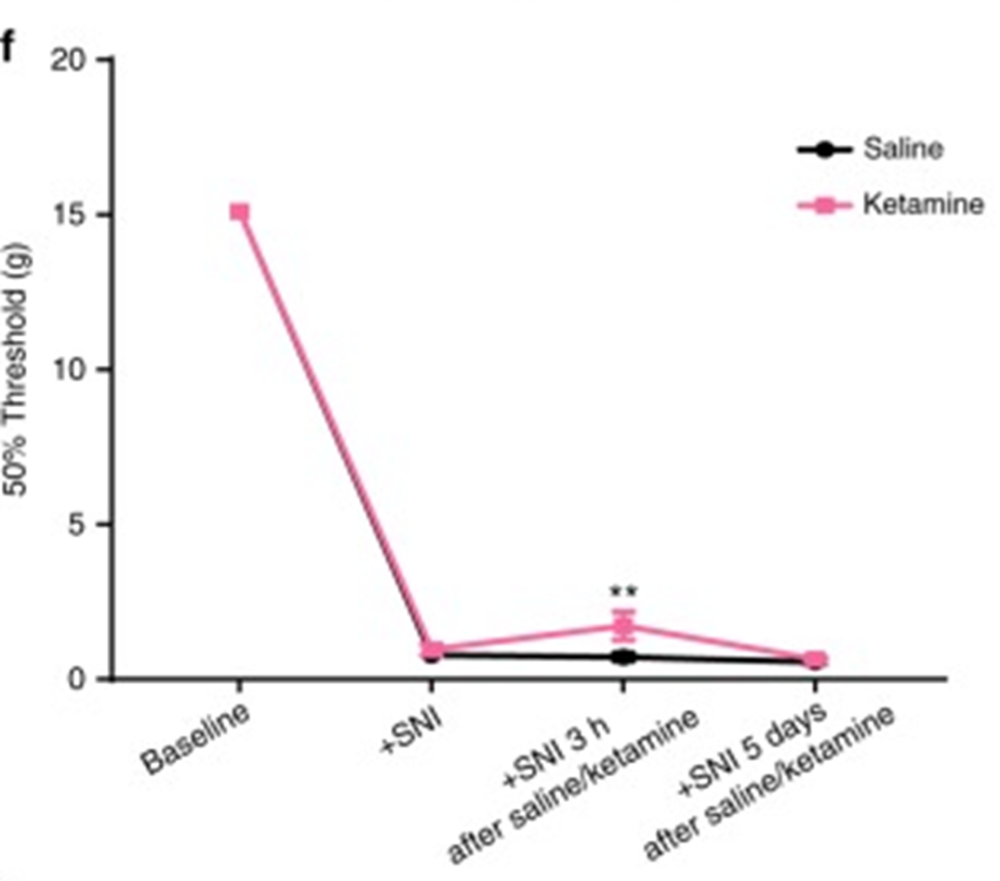 f
20
15
10
5
0
50% Threshold (g)
Saline
Ketamine
**
Baseline
+SNI
+SNI 3 h
after saline/ketamine
+SNI 5 days
after saline/ketamine